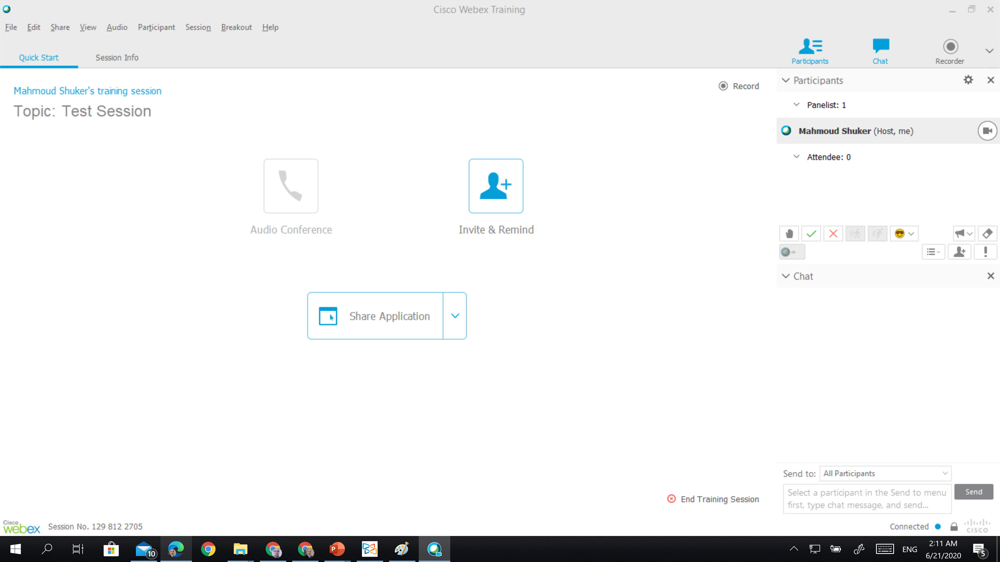 Cisco Webex Training
File Edit Share View Audio Participant Session Breakout Help
Quick Start Session Info
Participants Chat Recorder
Mahmoud Shuker's training session
Topic: Test Session
Record
Audio Conference
Invite & Remind
Share Application
End Training Session
Participants
Panelist: 1
Mahmoud Shuker (Host, me)
Attendee: 0
Chat
Send to: All Participants
Select a participant in the Send to menu
first, type chat message, and send...
Send
Cisco
webex
Session No. 129 812 2705
Connected
CISCO
10
P
ENG
2:11 AM
6/21/2020
5